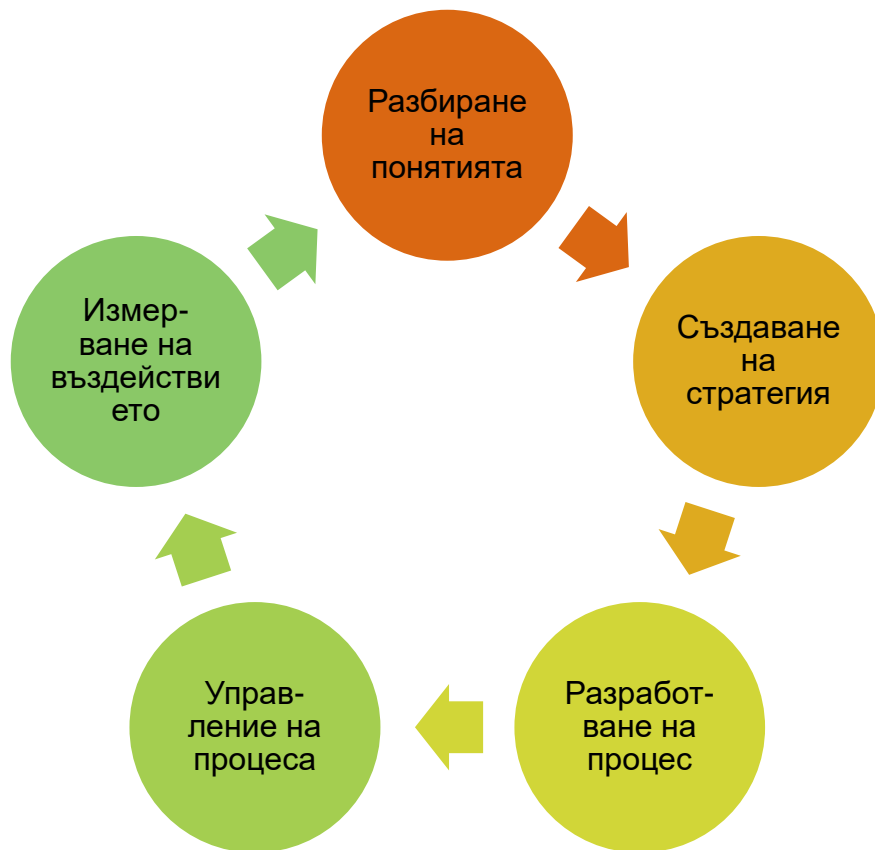 Разбиране
на
понятията
Създаване
на
стратегия
Разработ-
ване на
процес
Управ-
ление на
процеса
Измер-
ване на
въздействи
ето